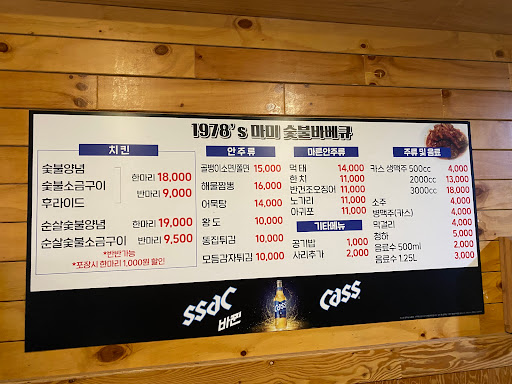 1978's 마미 숯불바베큐
치킨
숯불양념
숯불소금구이
후라이드
한마리 18,000
반마리 9,000
순살숯불양념 한마리 19,000
순살숯불소금구이 반마리 9,500
*반반가능
*포장시 한마리 1,000원 할인
안주류
골뱅이소면/쫄면 15,000
해물짬뽕 16,000
어묵탕 14,000
황도 10,000
똥집튀김 10,000
모듬감자튀김 10,000
마른안주류
먹태 14,000
한치 11,000
반건조오징어 11,000
노가리 11,000
아귀포 11,000
기타메뉴
공기밥 1,000
사리추가 2,000
주류 및 음료
카스 생맥주 500cc 4,000
2000cc 13,000
3000cc 18,000
소주 4,000
병맥주(카스) 4,000
막걸리 4,000
청하 5,000
음료수 500ml 2,000
음료수 1.25L 3,000
ssac
바꾼
cass